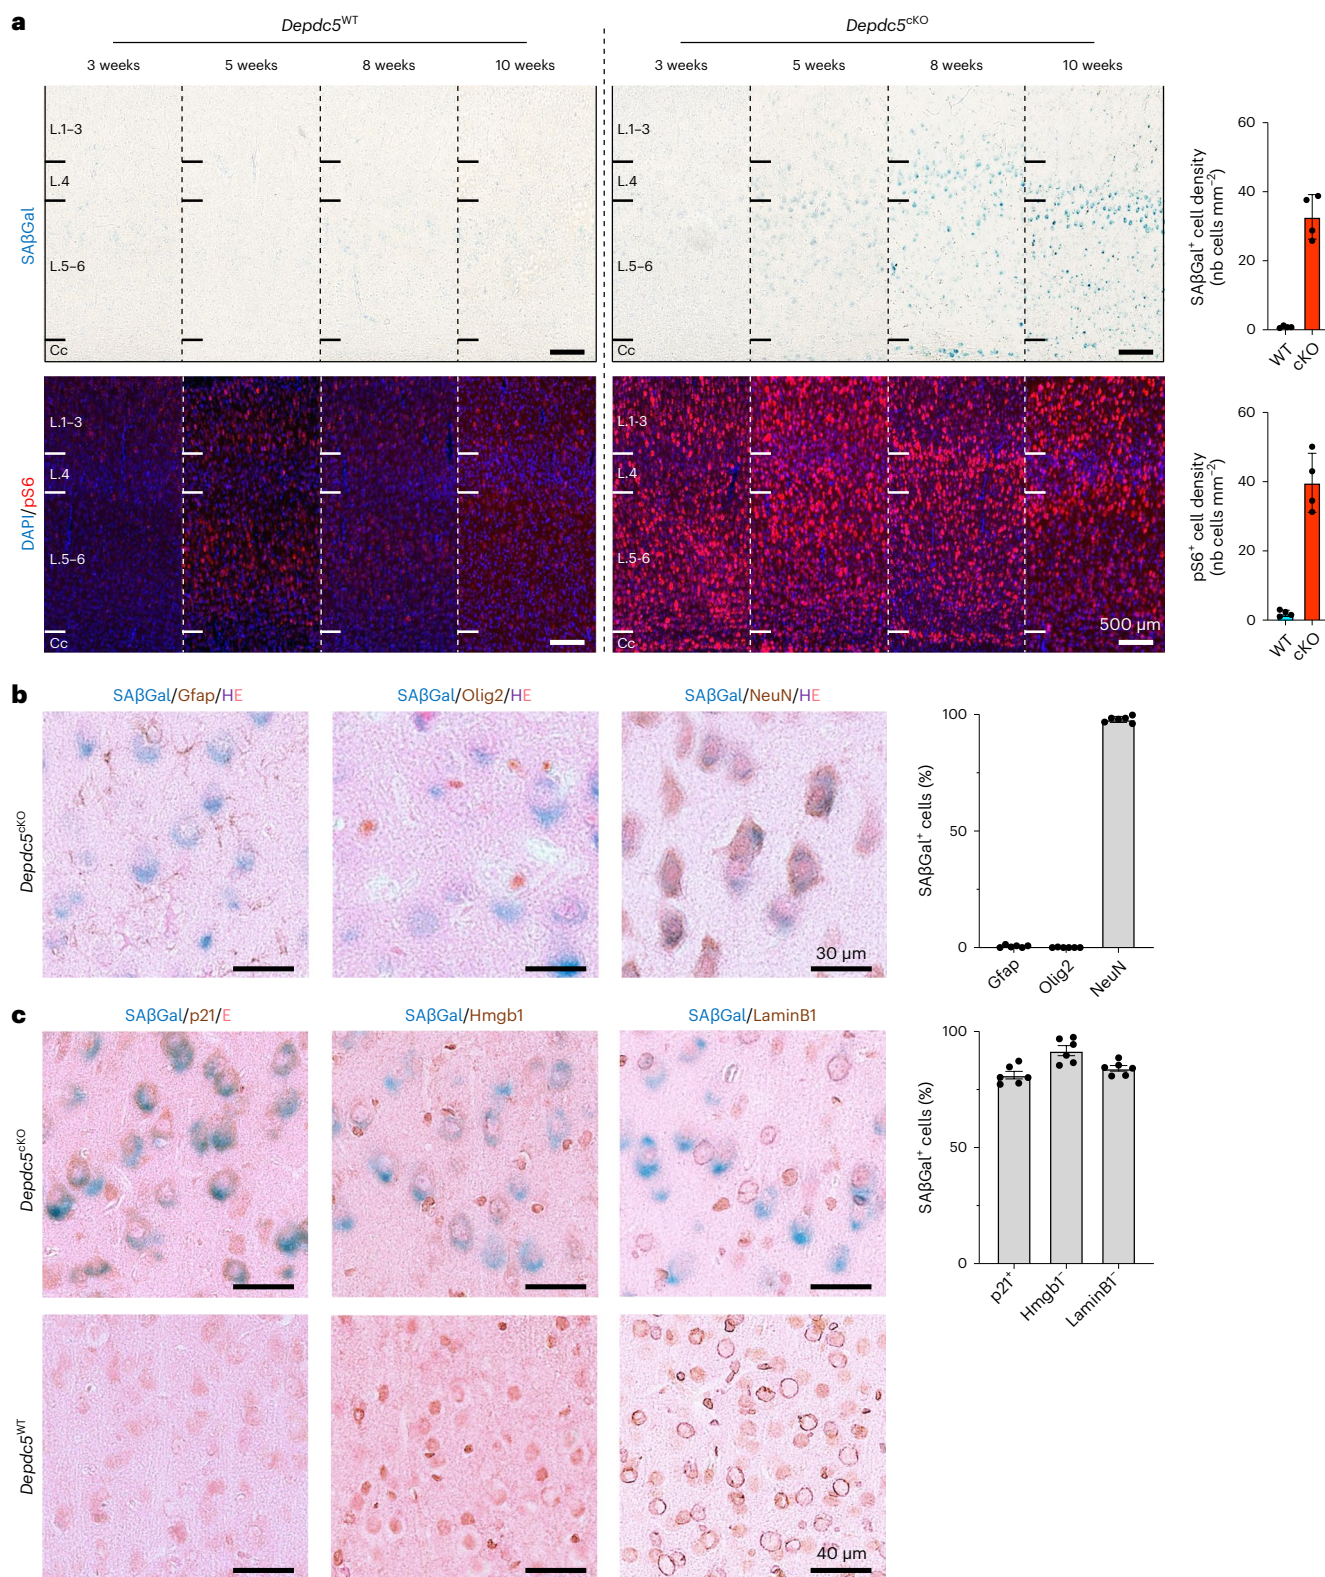 a
Depdc5WT
Depdc5cKO
3 weeks 5 weeks 8 weeks 10 weeks
3 weeks 5 weeks 8 weeks 10 weeks
SAβGal
L.1–3
L.4
L.5–6
Cc
L.1–3
L.4
L.5–6
Cc
SAβGal+ cell density
(nb cells mm−2)
60
40
20
0
WT
cKO
DAPI/pS6
L.1–3
L.4
L.5–6
Cc
L.1-3
L.4
L.5-6
Cc
500 µm
pS6+ cell density
(nb cells mm−2)
60
40
20
0
WT
cKO
b
SAβGal/Gfap/HE
SAβGal/Olig2/HE
SAβGal/NeuN/HE
Depdc5cKO
30 µm
SAβGal+ cells (%)
100
50
0
Gfap
Olig2
NeuN
c
SAβGal/p21/E
SAβGal/Hmgb1
SAβGal/LaminB1
Depdc5cKO
SAβGal+ cells (%)
100
50
0
p21+
Hmgb1−
LaminB1−
Depdc5WT
40 µm